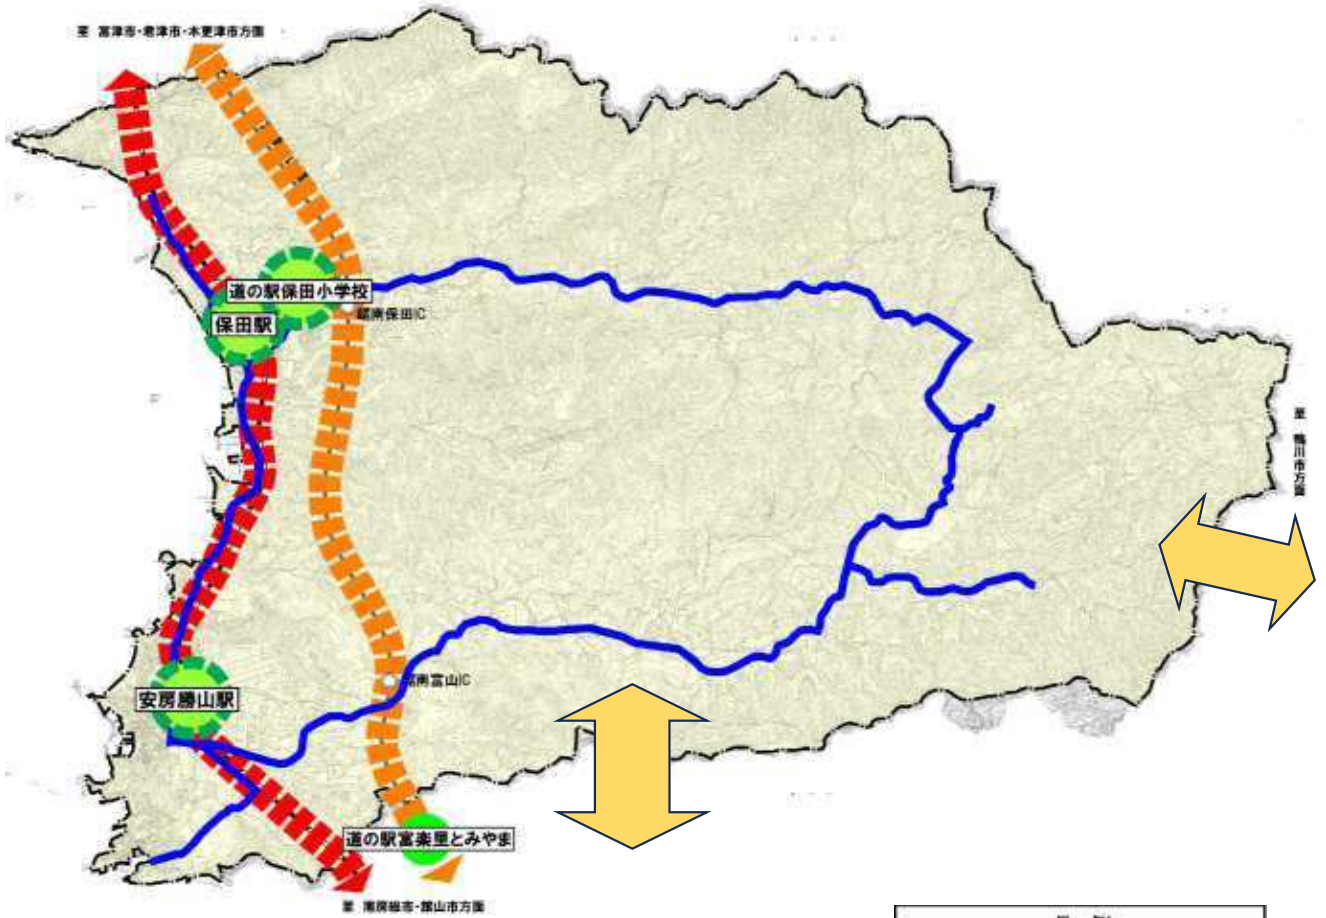 至 富津市・君津市・木更津市方面
道の駅保田小学校
鋸南保田IC
保田駅
至 鴨川市方面
鋸南富山IC
安房勝山駅
道の駅富楽里とみやま
至 南房総市・館山市方面